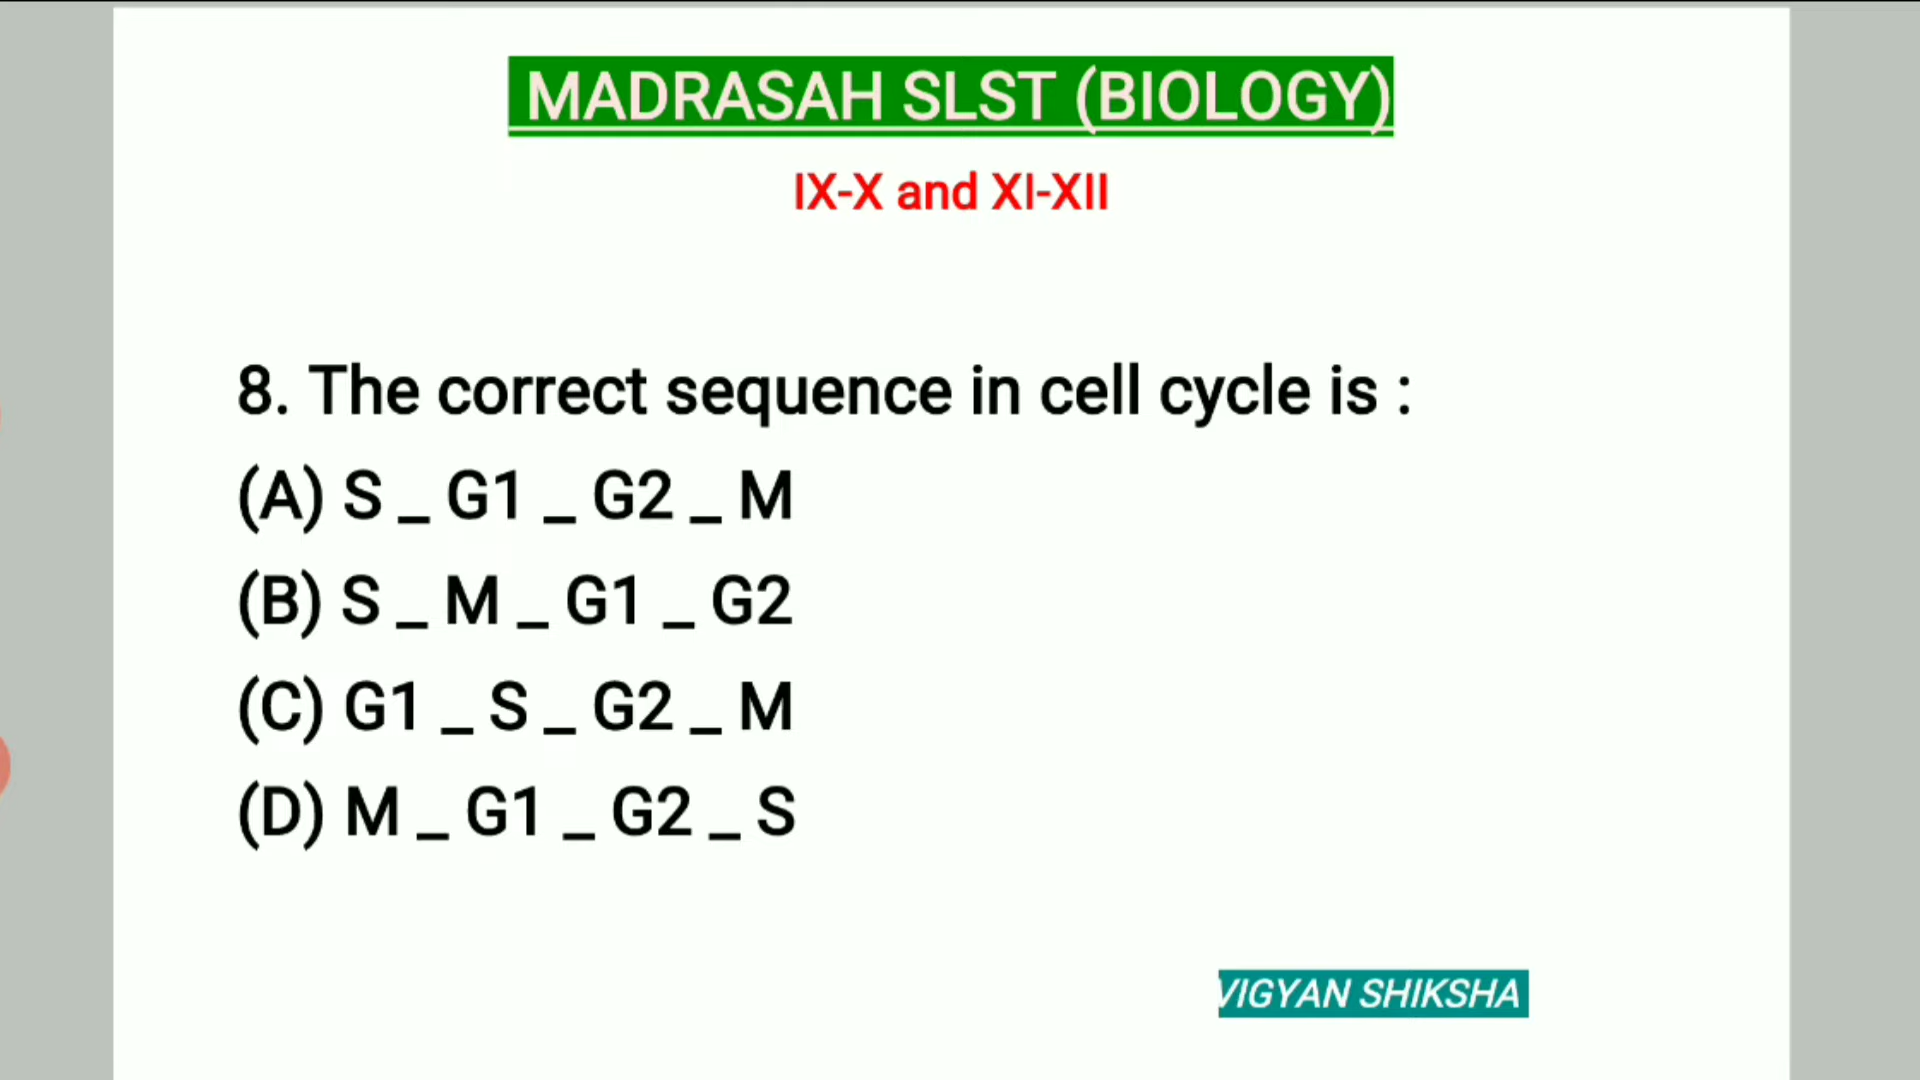 MADRASAH SLST (BIOLOGY)
IX-X and XI-XII
8. The correct sequence in cell cycle is :
(A) S _ G1 _ G2 _ M
(B) S _ M _ G1 _ G2
(C) G1 _ S _ G2 _ M
(D) M _ G1 _ G2 _ S
VIGYAN SHIKSHA